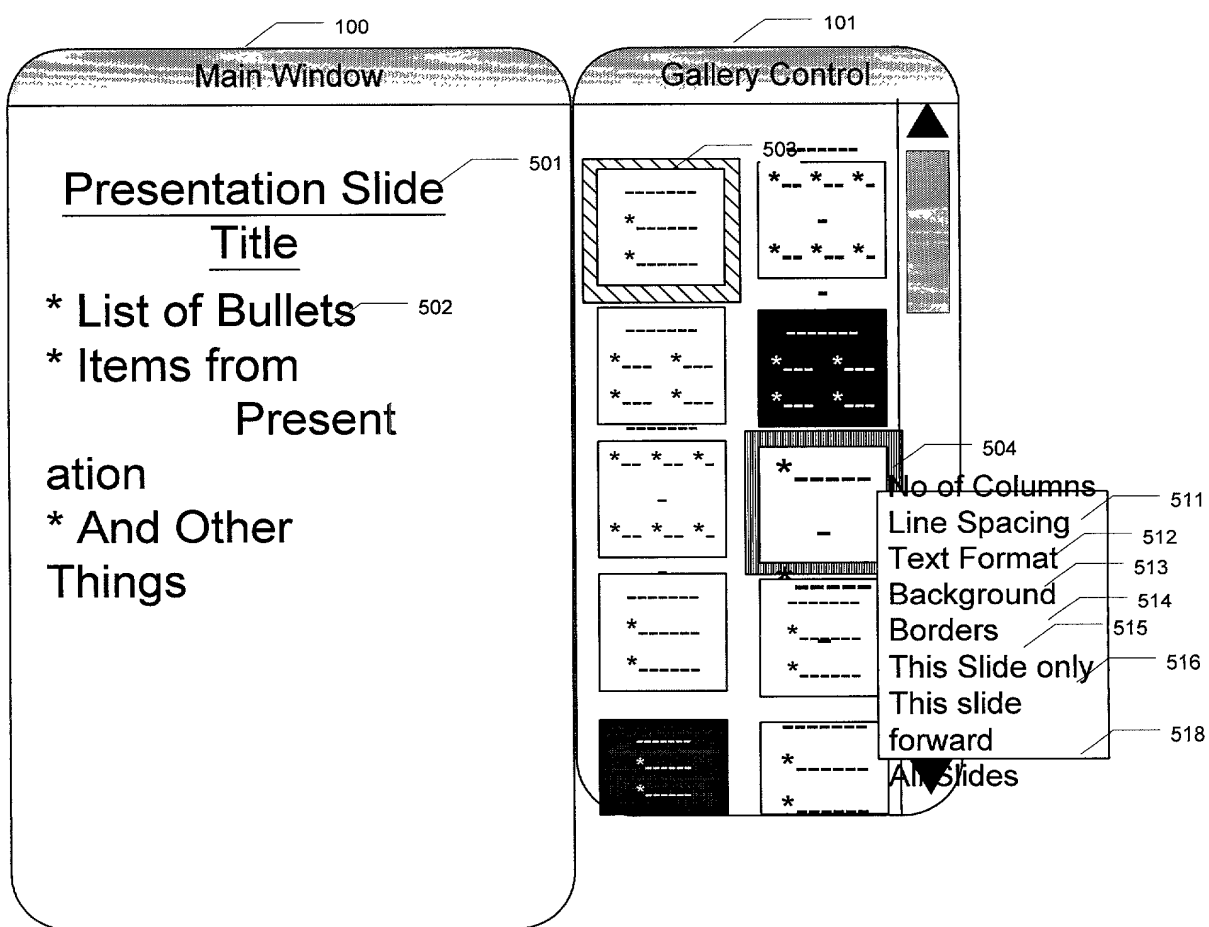 100
101
Main Window
Gallery Control
Presentation Slide
Title
501
* List of Bullets
502
* Items from
Present
ation
* And Other
Things
503
504
No of Columns
Line Spacing
511
Text Format
512
Background
513
Borders
514
This Slide only
515
This slide
516
forward
518
All Slides